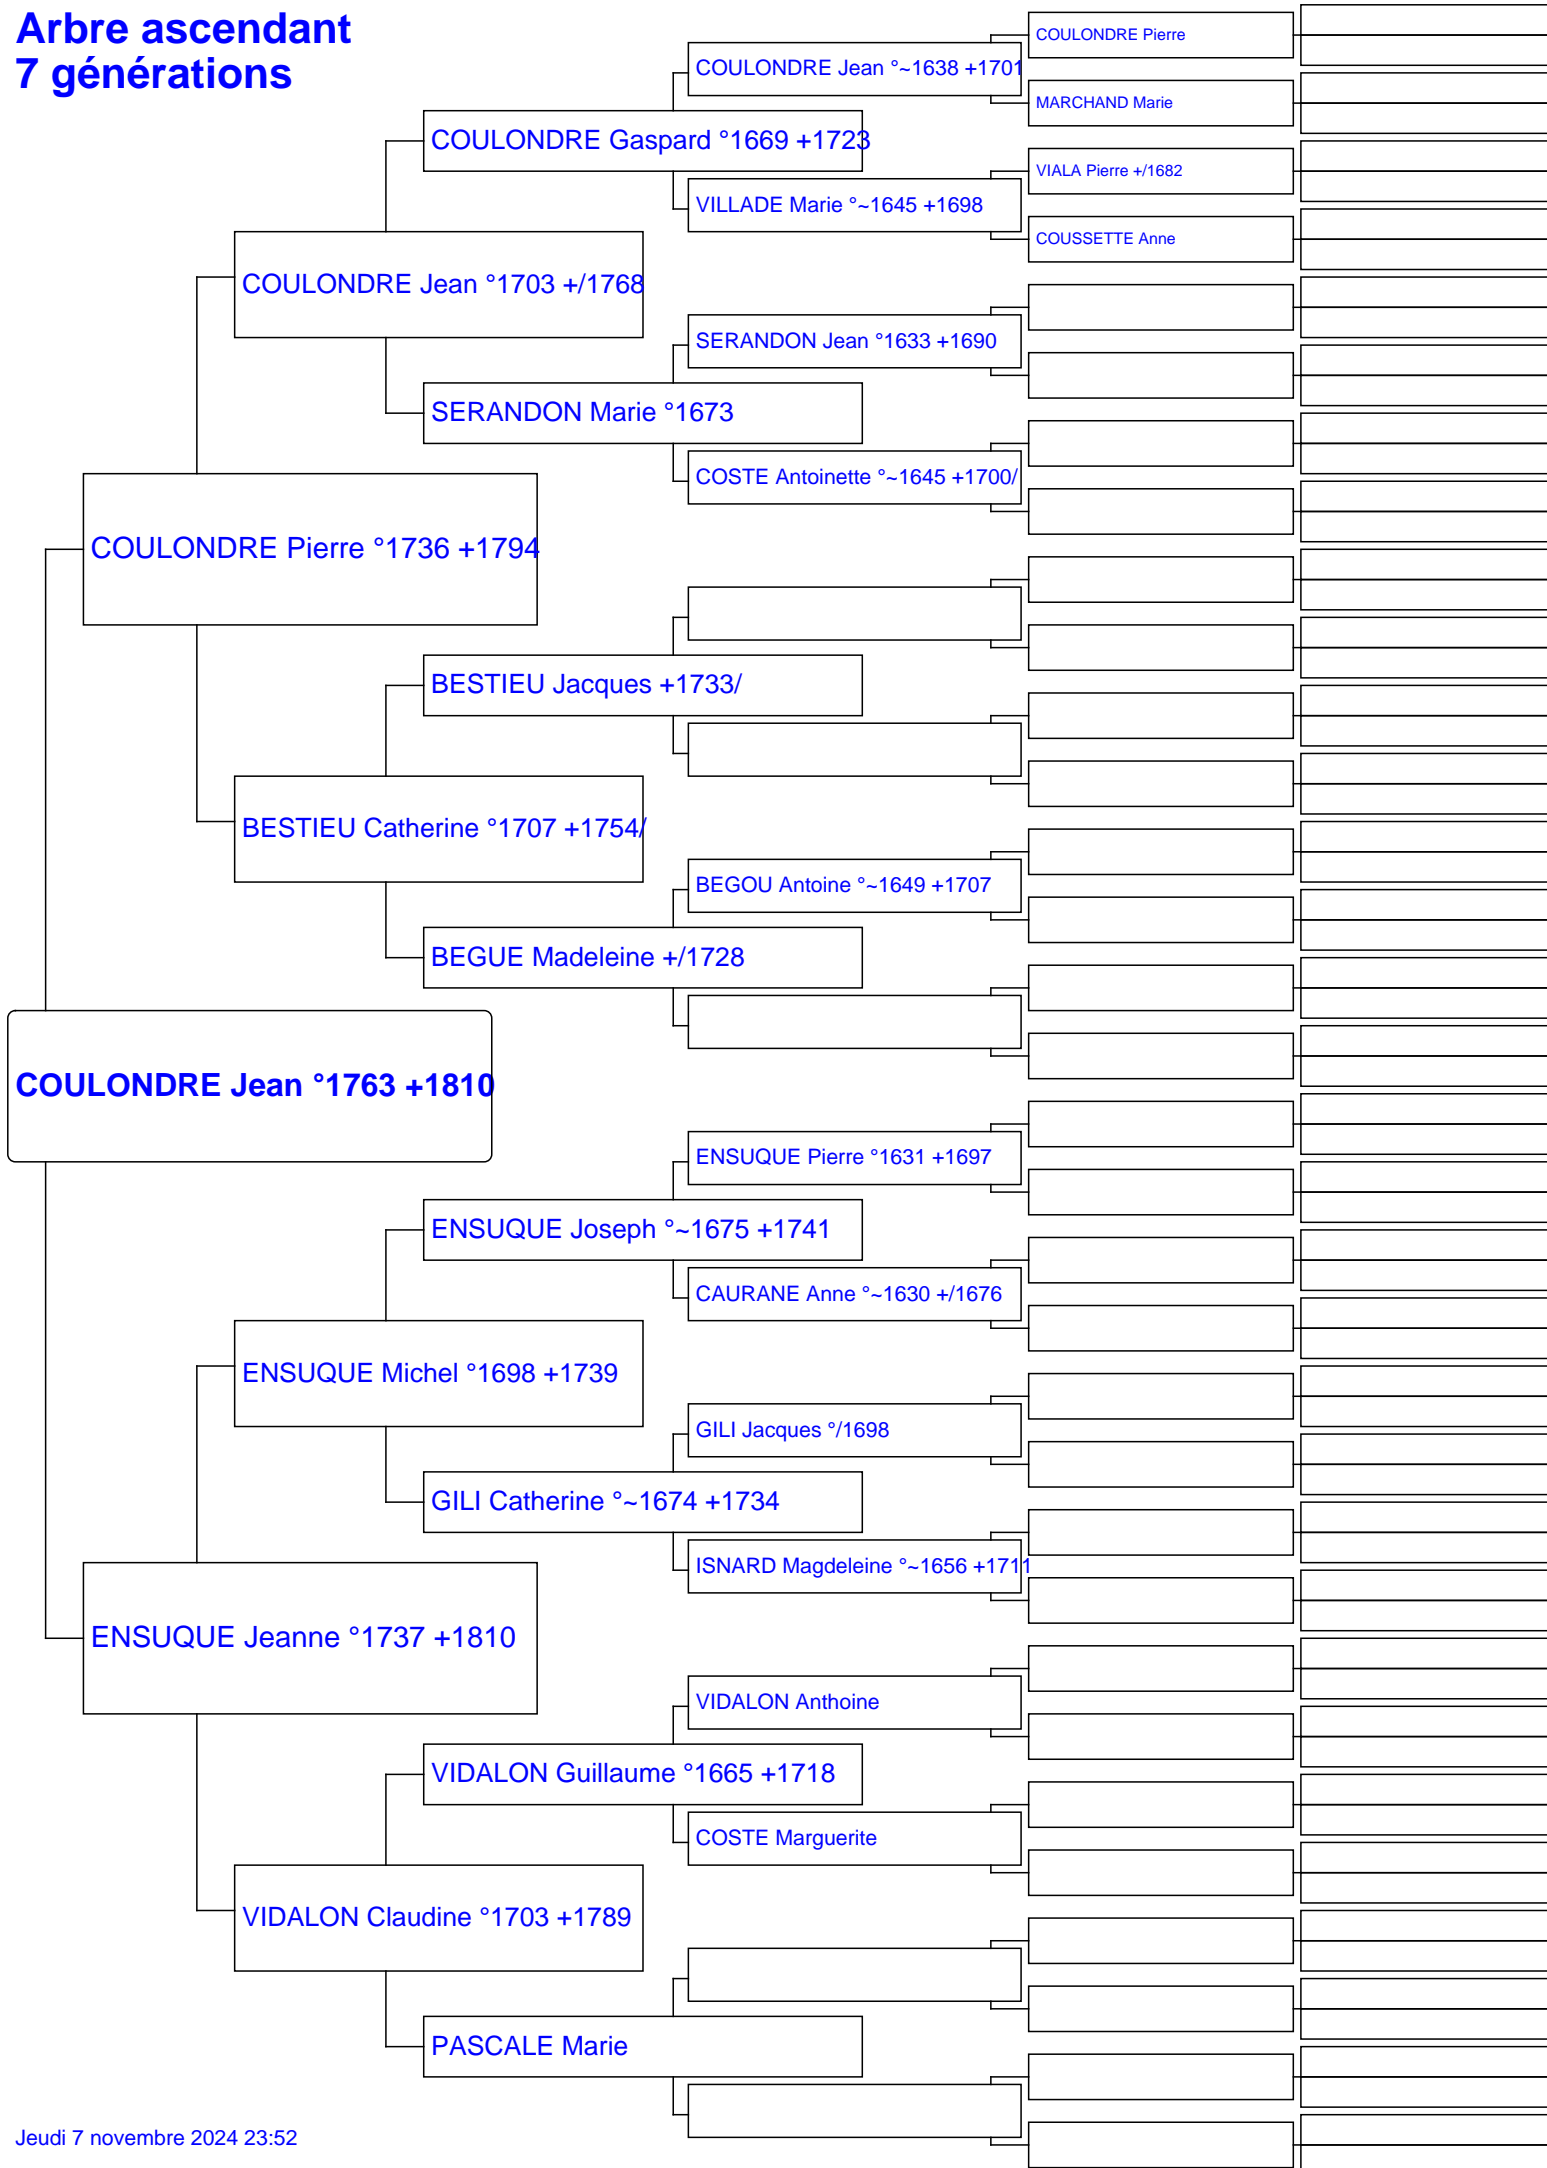 Arbre ascendant
7 générations
COULONDRE Pierre
COULONDRE Jean °~1638 +1701
MARCHAND Marie
COULONDRE Gaspard °1669 +1723
VIALA Pierre +/1682
VILLADE Marie °~1645 +1698
COUSSETTE Anne
COULONDRE Jean °1703 +/1768
SERANDON Jean °1633 +1690
SERANDON Marie °1673
COSTE Antoinette °~1645 +1700/
COULONDRE Pierre °1736 +1794
BESTIEU Jacques +1733/
BESTIEU Catherine °1707 +1754/
BEGOU Antoine °~1649 +1707
BEGUE Madeleine +/1728
COULONDRE Jean °1763 +1810
ENSUQUE Pierre °1631 +1697
ENSUQUE Joseph °~1675 +1741
CAURANE Anne °~1630 +/1676
ENSUQUE Michel °1698 +1739
GILI Jacques °/1698
GILI Catherine °~1674 +1734
ISNARD Magdeleine °~1656 +1711
ENSUQUE Jeanne °1737 +1810
VIDALON Anthoine
VIDALON Guillaume °1665 +1718
COSTE Marguerite
VIDALON Claudine °1703 +1789
PASCALE Marie
Jeudi 7 novembre 2024 23:52